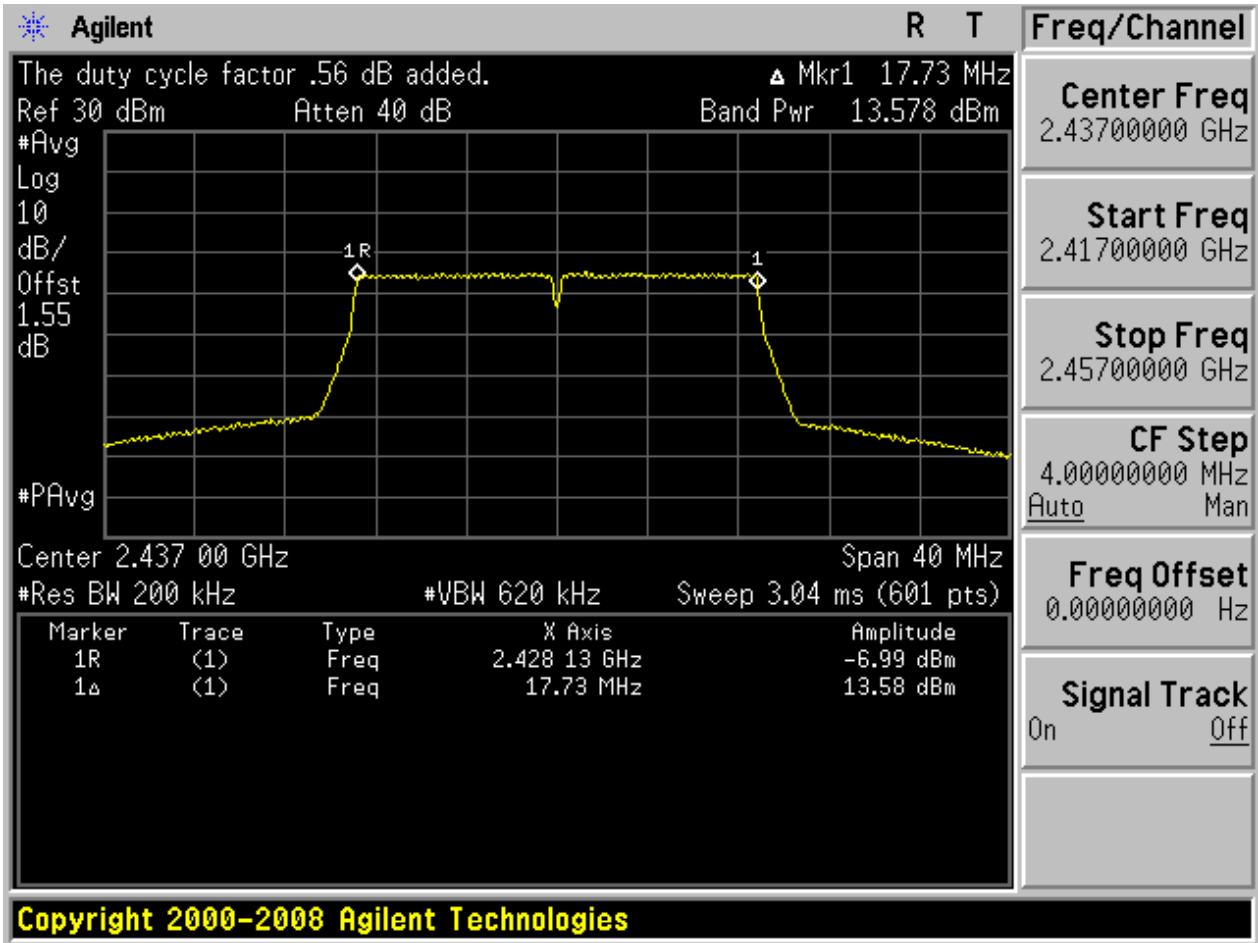 Agilent R T
The duty cycle factor .56 dB added. Δ Mkr1 17.73 MHz
Ref 30 dBm Atten 40 dB Band Pwr 13.578 dBm
#Avg
Log
10
dB/
Offst
1.55
dB
#PAvg
1R
1
Center 2.437 00 GHz Span 40 MHz
#Res BW 200 kHz #VBW 620 kHz Sweep 3.04 ms (601 pts)
Marker Trace Type X Axis Amplitude
1R (1) Freq 2.428 13 GHz -6.99 dBm
1Δ (1) Freq 17.73 MHz 13.58 dBm
Freq/Channel
Center Freq
2.43700000 GHz
Start Freq
2.41700000 GHz
Stop Freq
2.45700000 GHz
CF Step
4.00000000 MHz
Auto Man
Freq Offset
0.00000000 Hz
Signal Track
On Off
Copyright 2000-2008 Agilent Technologies